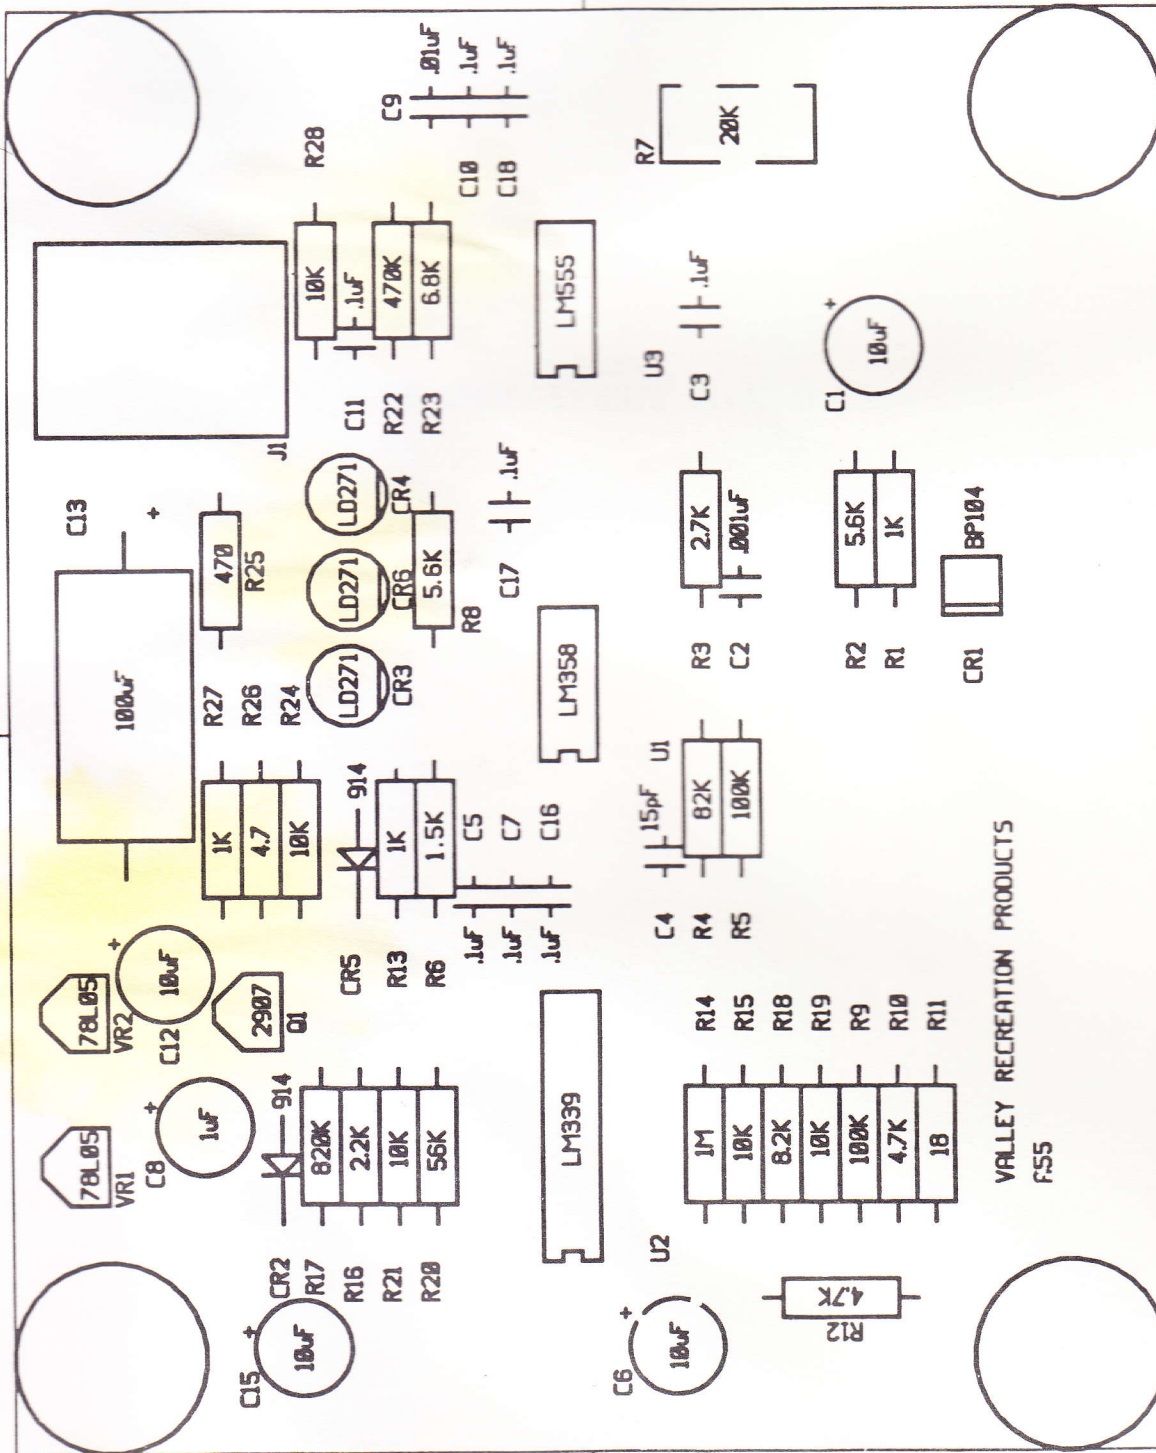 78L05
VR1
78L05
VR2
C8
+
1uF
C12
+
10uF
2907
Q1
100uF
C13
+
J1
C15
+
10uF
CR2
914
R17
820K
R16
2.2K
R21
10K
R20
56K
1K
R27
4.7
R26
10K
R24
470
R25
CR5
914
R13
1K
R6
1.5K
.1uF
C5
.1uF
C7
.1uF
C16
LD271
CR3
LD271
CR6
LD271
CR4
5.6K
R8
C17
.1uF
10K
R28
C11
.1uF
R22
470K
R23
6.8K
C9
.01uF
C10
.1uF
C18
.1uF
LM339
U2
LM358
U1
LM555
U3
C6
+
10uF
R12
4.7K
1M
R14
10K
R15
8.2K
R18
10K
R19
100K
R9
4.7K
R10
18
R11
C4
15pF
R4
82K
R5
100K
R3
2.7K
C2
.001uF
C3
.1uF
R7
20K
R2
5.6K
R1
1K
C1
+
10uF
CR1
BP104
VALLEY RECREATION PRODUCTS
F55